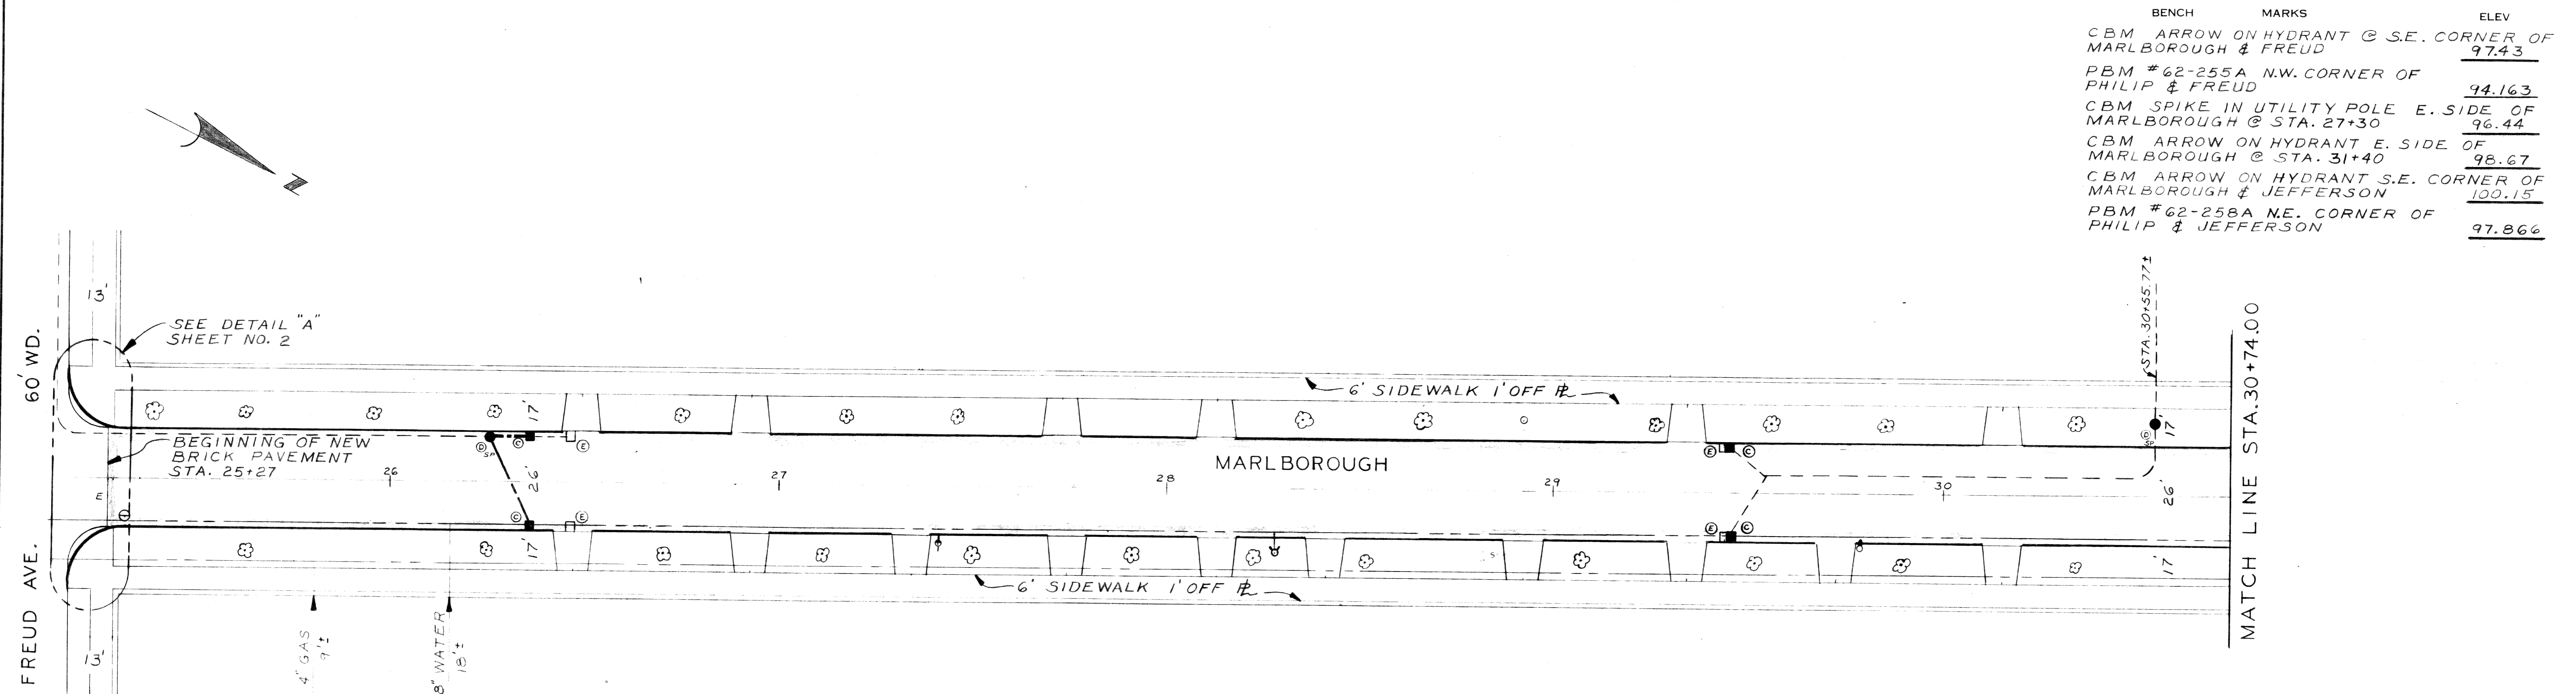 BENCH MARKS ELEV
CBM ARROW ON HYDRANT @ S.E. CORNER OF
MARLBOROUGH & FREUD 97.43
PBM #62-255A N.W. CORNER OF
PHILIP & FREUD 94.163
CBM SPIKE IN UTILITY POLE E. SIDE OF
MARLBOROUGH @ STA. 27+30 96.44
CBM ARROW ON HYDRANT E. SIDE OF
MARLBOROUGH @ STA. 31+40 98.67
CBM ARROW ON HYDRANT S.E. CORNER OF
MARLBOROUGH & JEFFERSON 100.15
PBM #62-258A N.E. CORNER OF
PHILIP & JEFFERSON 97.866
N
STA. 30+55.77±
MATCH LINE STA. 30+74.00
13'
SEE DETAIL "A"
SHEET NO. 2
60' WD.
FREUD AVE.
6' SIDEWALK 1' OFF ℙL
17'
17'
BEGINNING OF NEW
BRICK PAVEMENT
STA. 25+27
C
SP
C
E
E
C
C
SP
MARLBOROUGH
26
27
28
29
30
26'
26'
E
C
E
E
C
17'
17'
S
6' SIDEWALK 1' OFF ℙL
13'
4" GAS
9'±
8" WATER
18'±